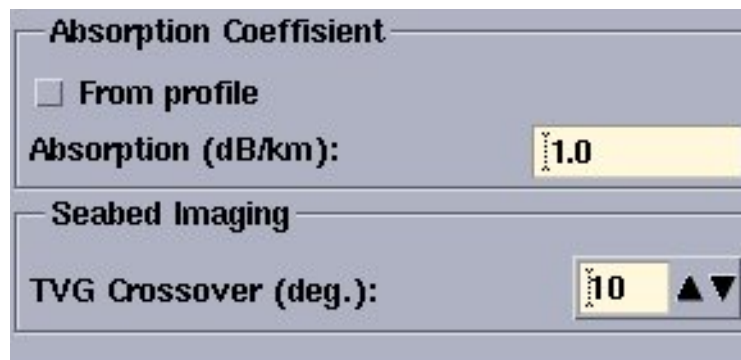 Absorption Coeffisient
From profile
Absorption (dB/km): 1.0
Seabed Imaging
TVG Crossover (deg.): 10